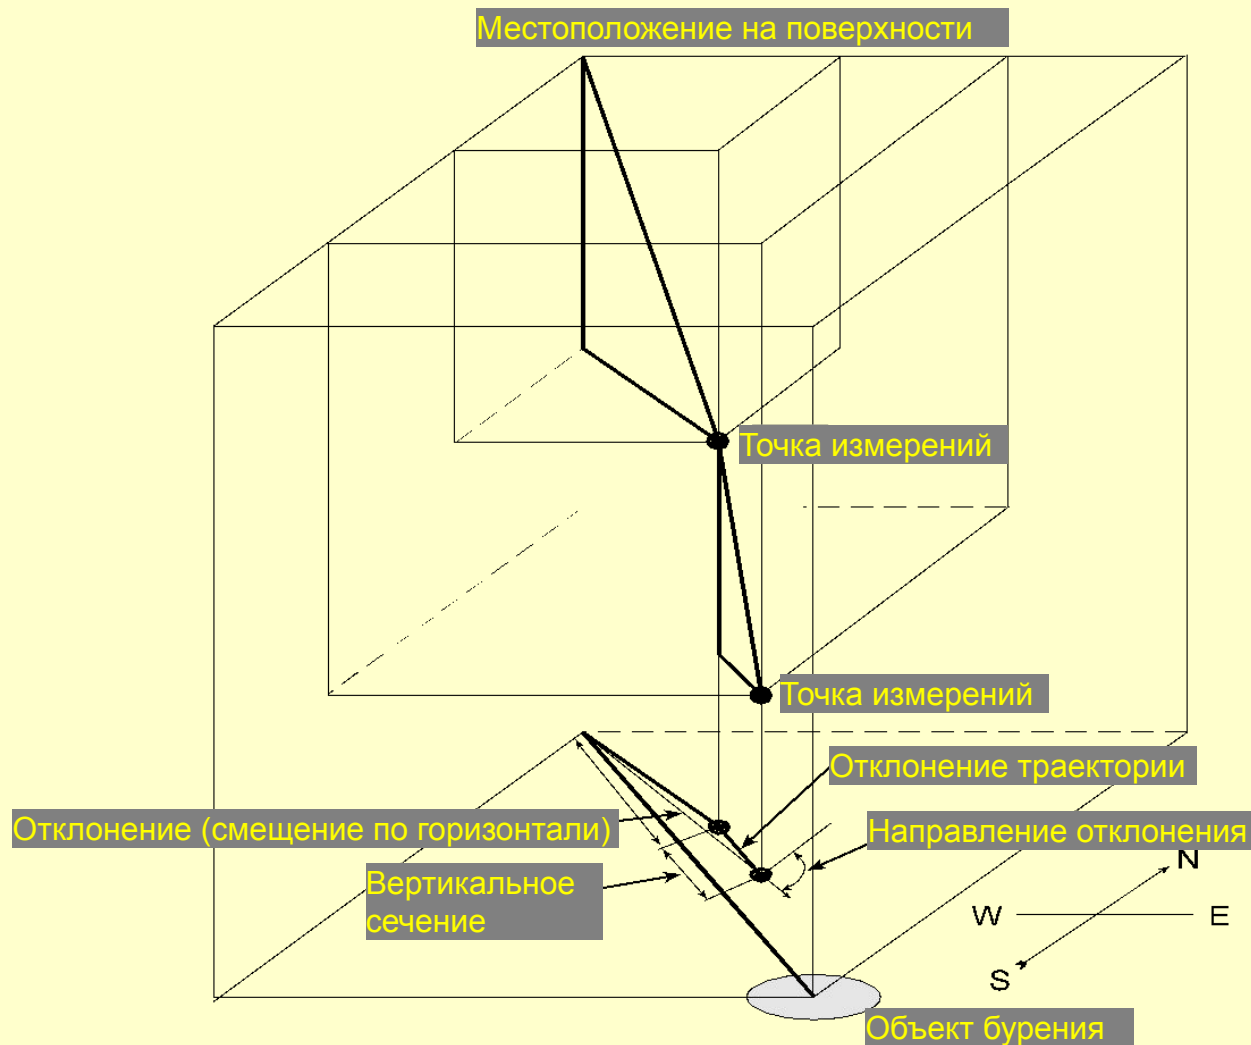 Местоположение на поверхности
Точка измерений
Точка измерений
Отклонение траектории
Отклонение (смещение по горизонтали)
Направление отклонения
Вертикальное
сечение
N
W
E
S
Объект бурения